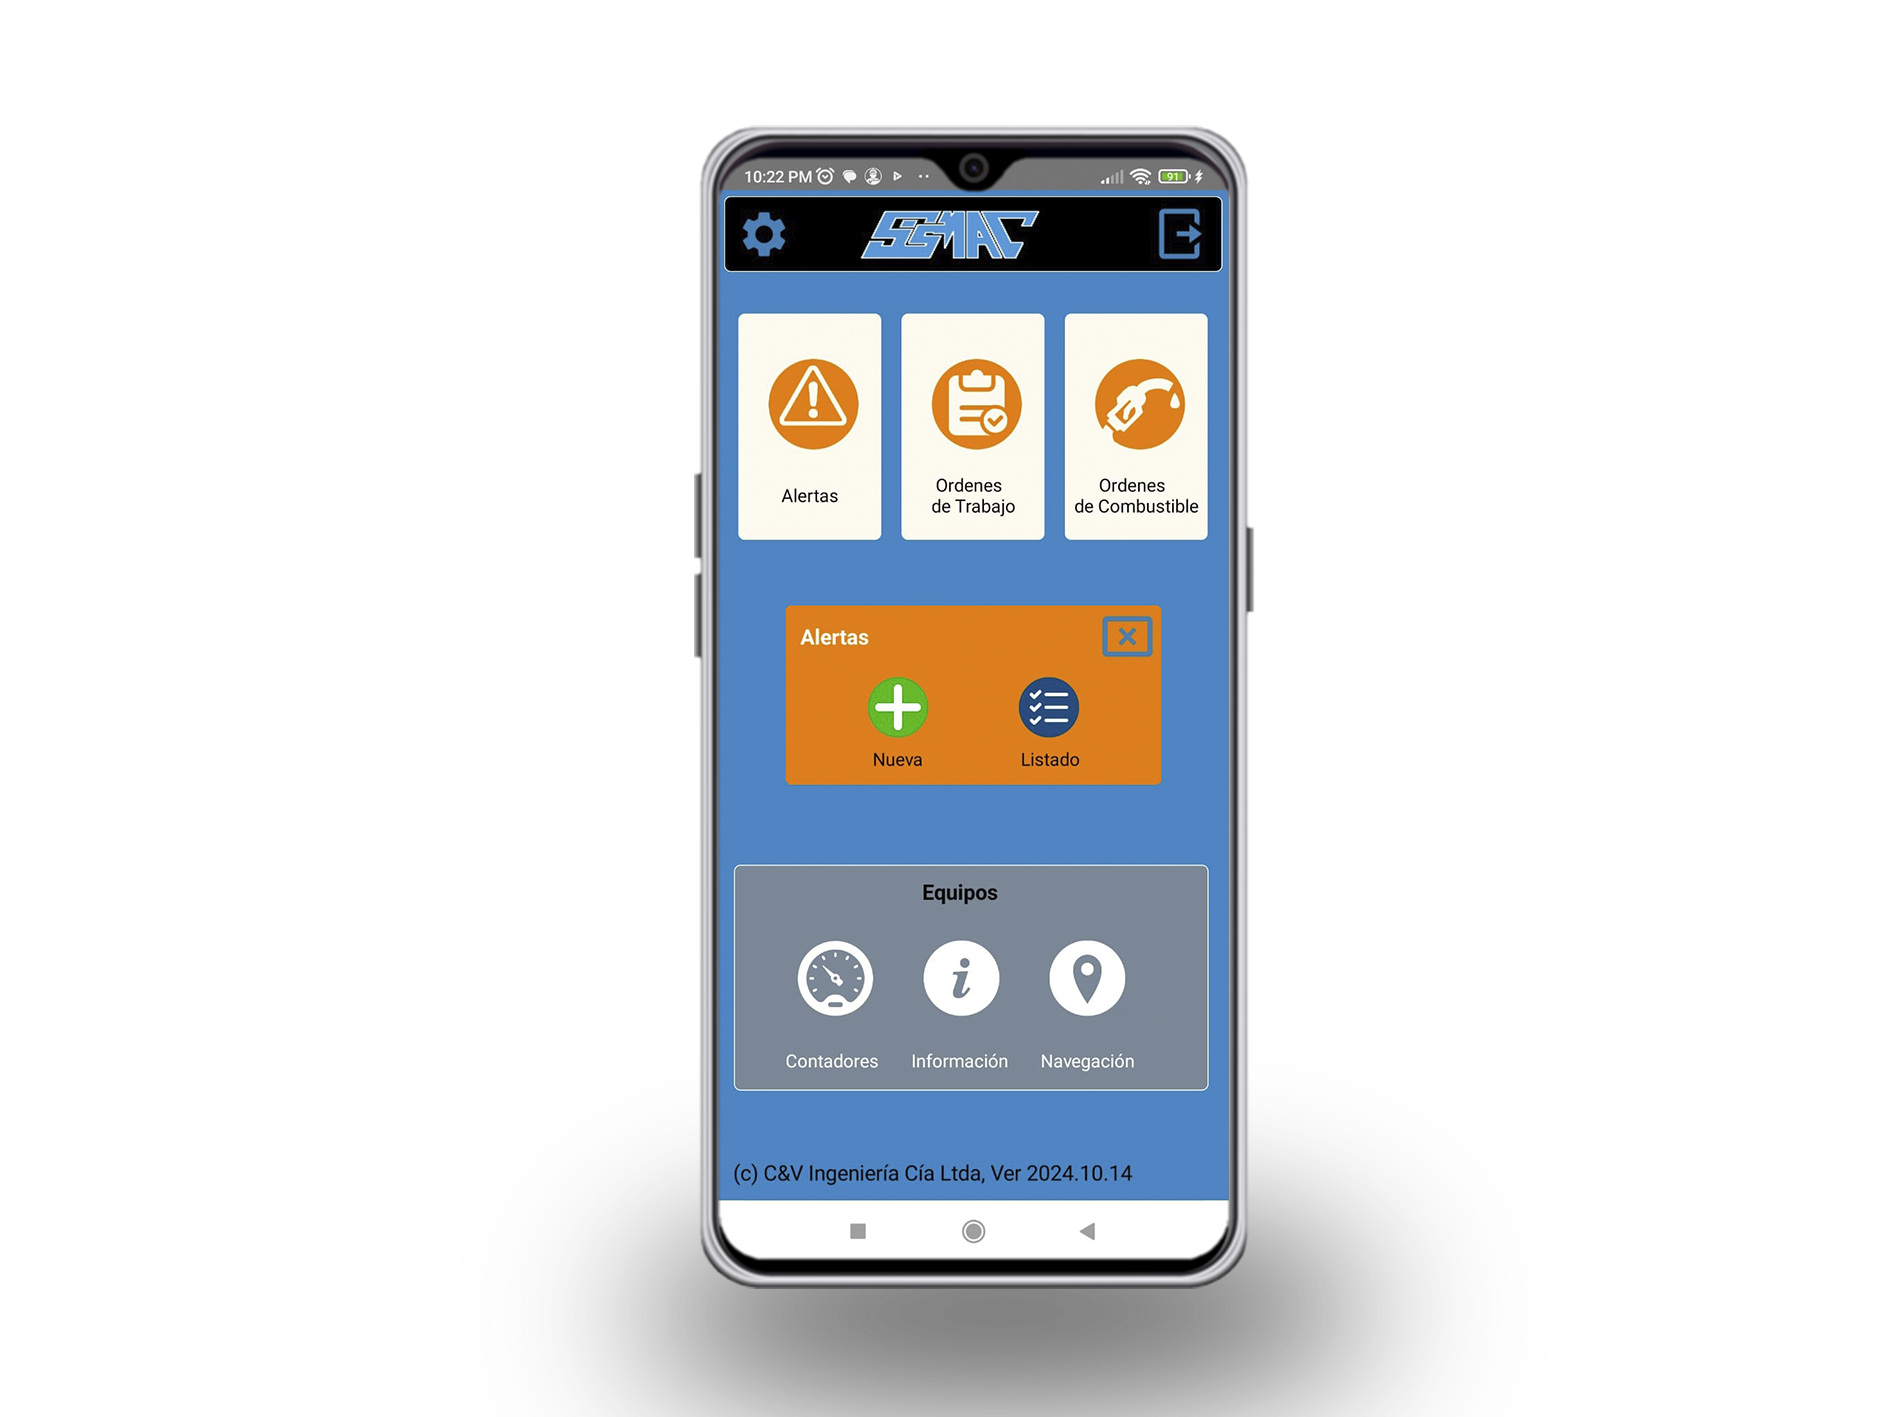 10:22 PM
91
SIGMAC
Alertas
Ordenes
de Trabajo
Ordenes
de Combustible
Alertas
Nueva
Listado
Equipos
Contadores
Información
Navegación
(c) C&V Ingeniería Cía Ltda, Ver 2024.10.14